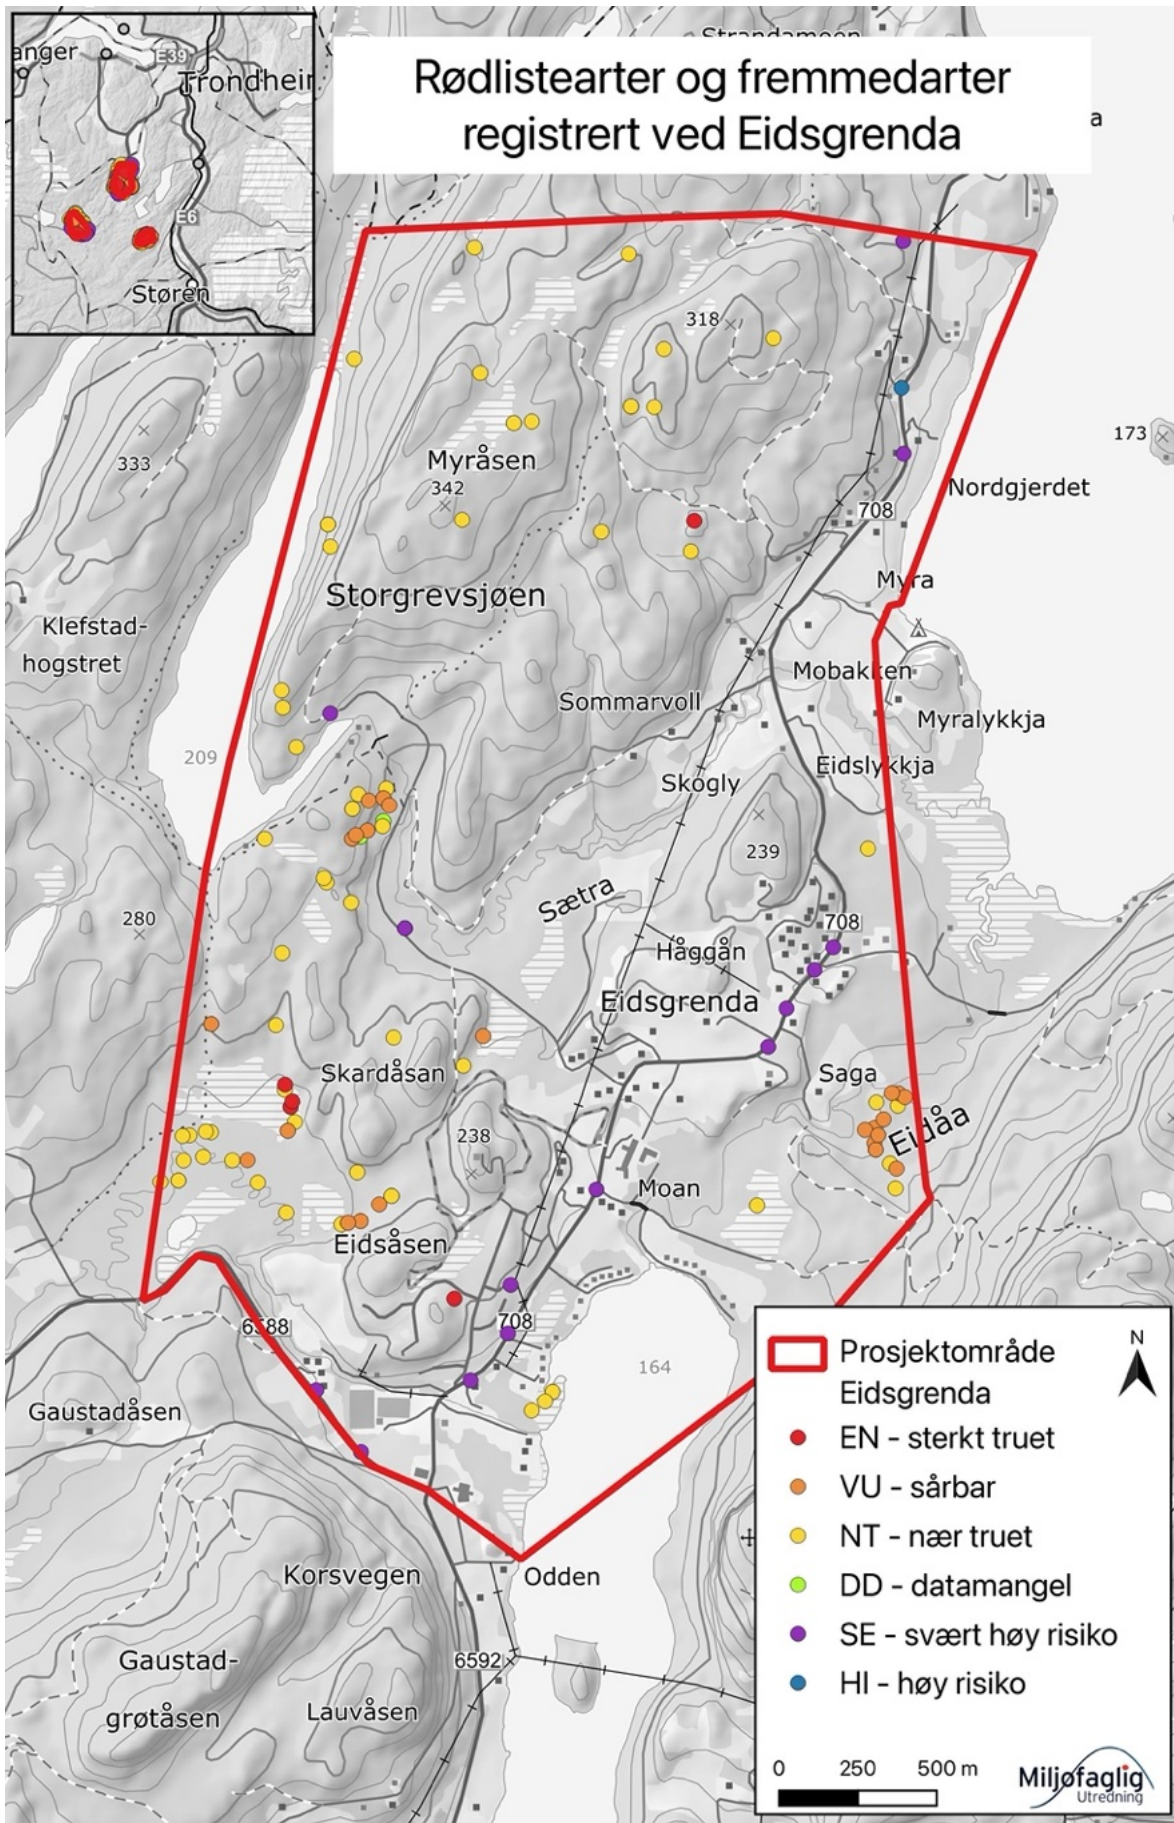 anger
E39
Trondheir
E6
Støren
Rødlistearter og fremmedarter
registrert ved Eidsgrenda
a
318
333
Myråsen
342
173
Nordgjerdet
708
Storgrevsjøen
Myra
Klefstad-
hogstret
Mobakken
Sommarvoll
Myralykkja
209
Skogly
Eidslykkja
239
Sætra
280
708
Håggån
Eidsgrenda
Skardåsan
Saga
Eidåa
238
Moan
Eidsåsen
6588
708
164
Gaustadåsen
Korsvegen
Odden
Gaustad-
grøtåsen
6592
Lauvåsen
N
Prosjektområde
Eidsgrenda
EN - sterkt truet
VU - sårbar
NT - nær truet
DD - datamangel
SE - svært høy risiko
HI - høy risiko
0 250 500 m
Miljøfaglig
Utredning